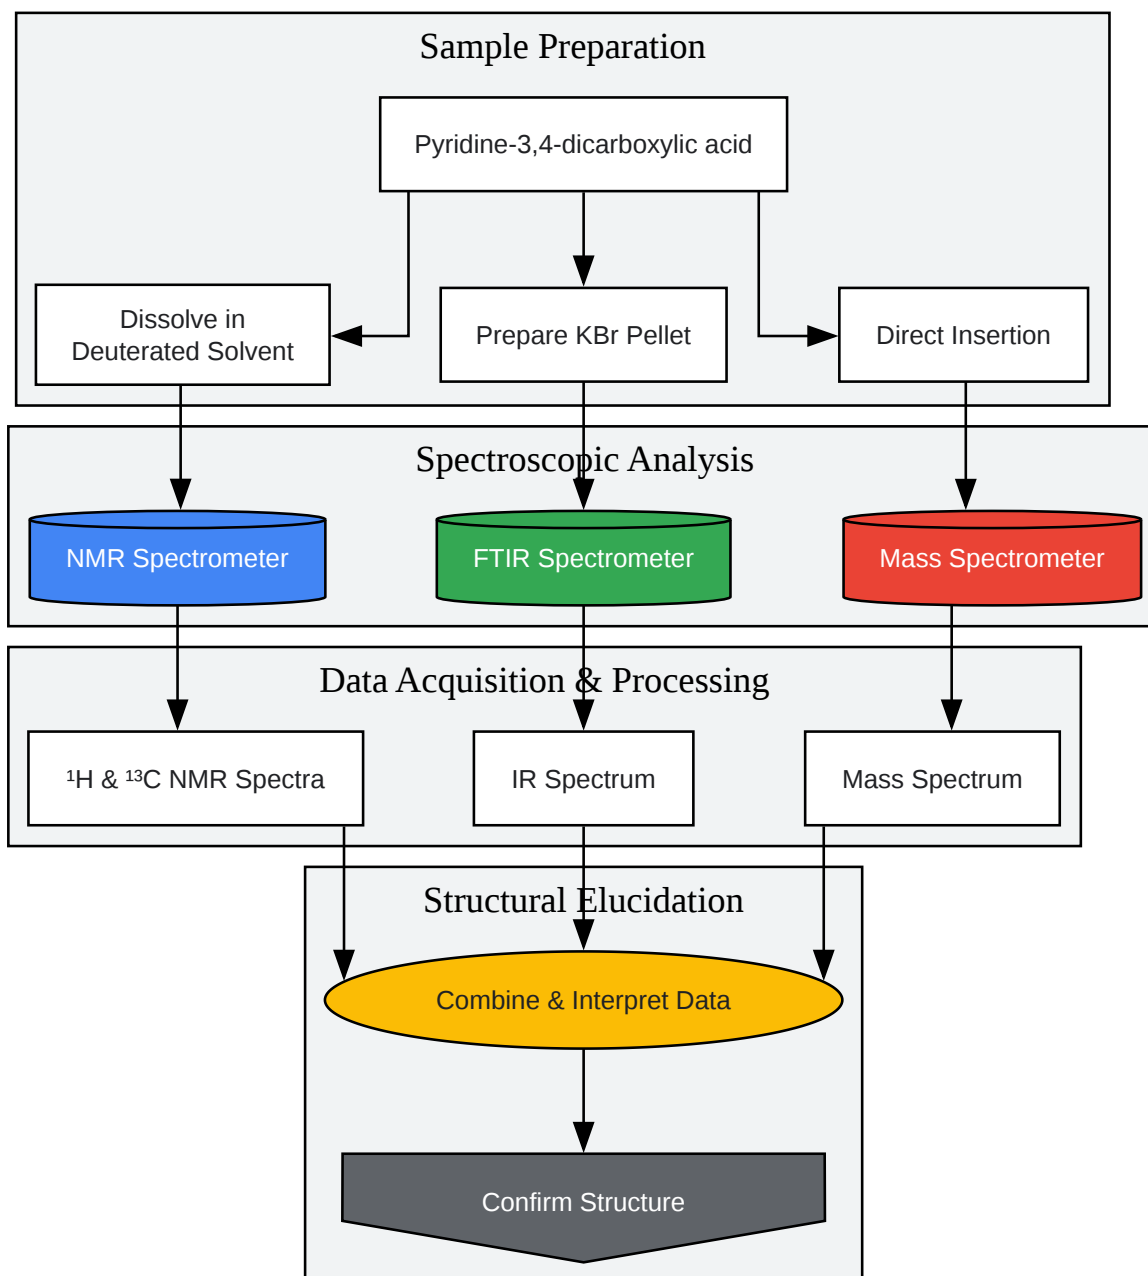 Sample Preparation
Pyridine-3,4-dicarboxylic acid
Dissolve in
Deuterated Solvent
Prepare KBr Pellet
Direct Insertion
Spectroscopic Analysis
NMR Spectrometer
FTIR Spectrometer
Mass Spectrometer
Data Acquisition & Processing
¹H & ¹³C NMR Spectra
IR Spectrum
Mass Spectrum
Structural Elucidation
Combine & Interpret Data
Confirm Structure